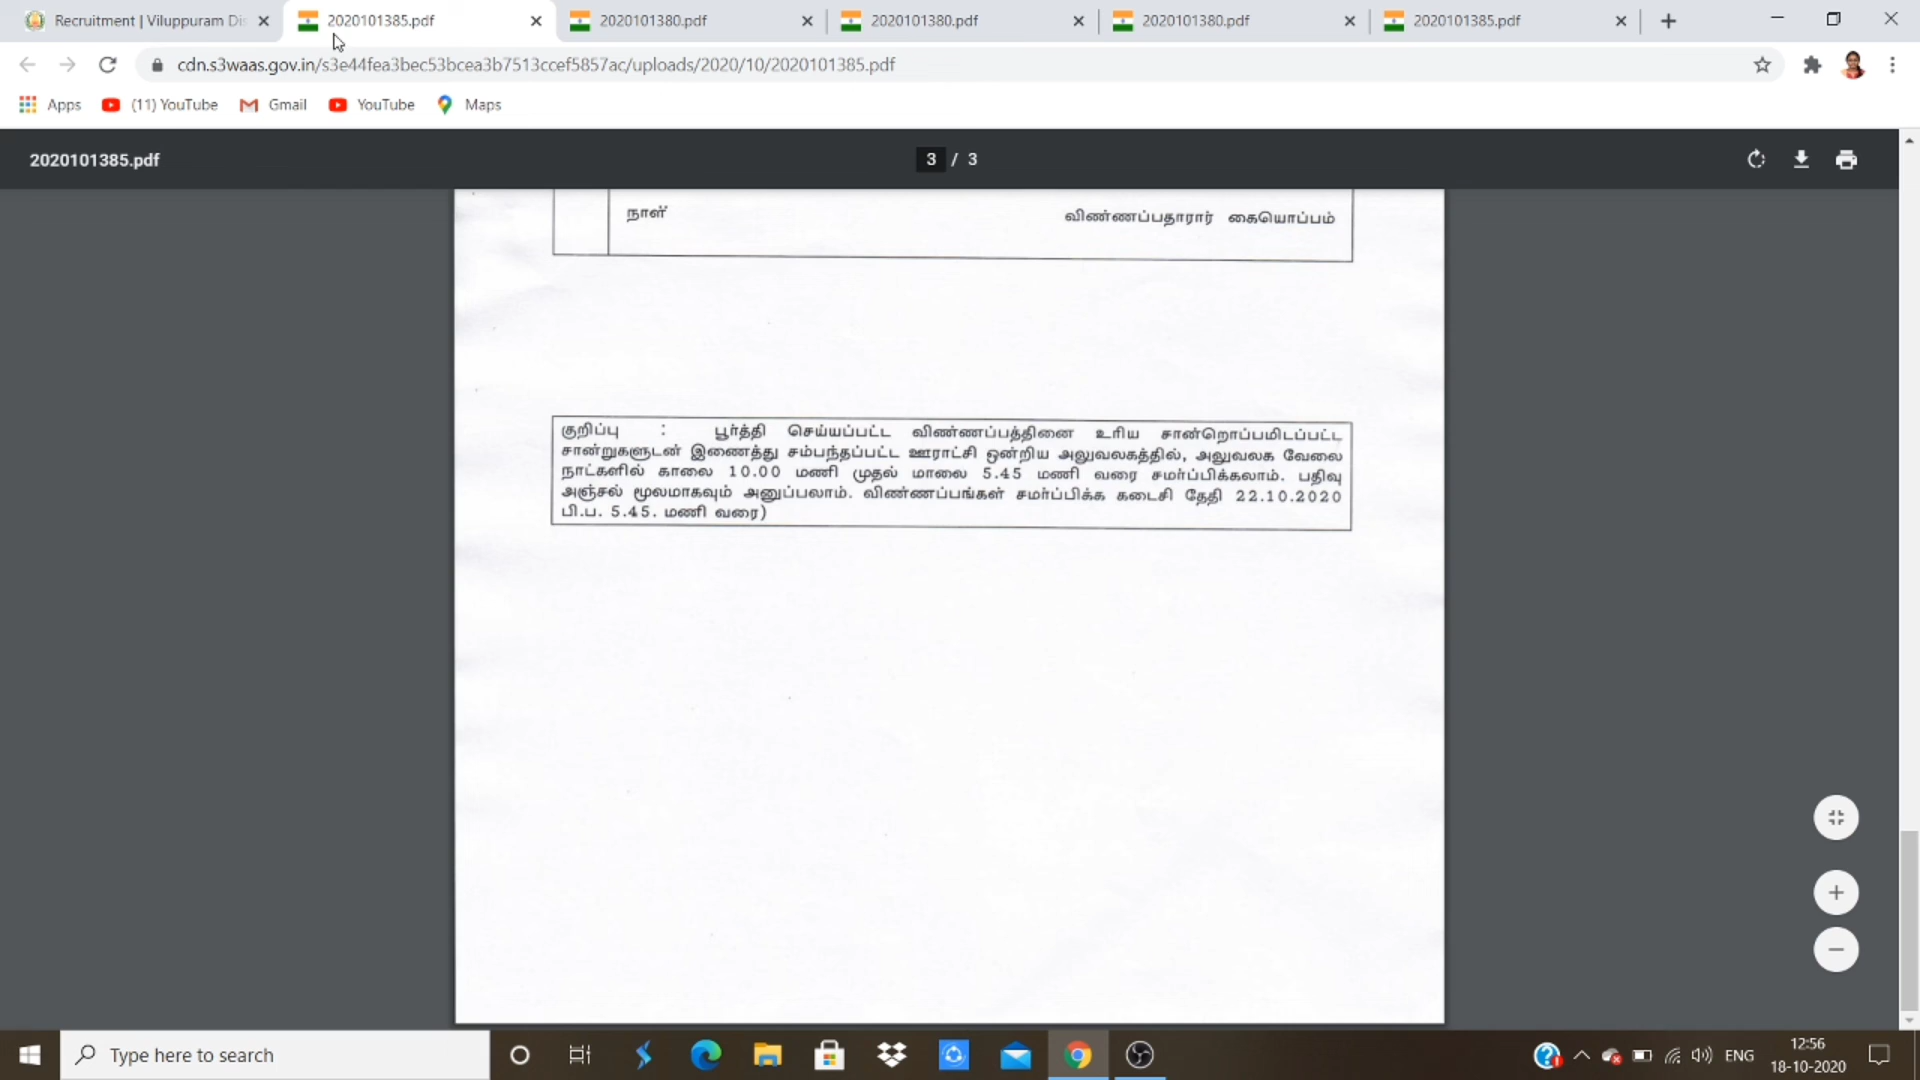 Recruitment | Viluppuram Di
2020101385.pdf
2020101380.pdf
2020101380.pdf
2020101380.pdf
2020101385.pdf
cdn.s3waas.gov.in/s3e44fea3bec53bcea3b7513ccef5857ac/uploads/2020/10/2020101385.pdf
Apps
(11) YouTube
Gmail
YouTube
Maps
2020101385.pdf
3 / 3
நாள்
விண்ணப்பதாரார் கையொப்பம்
குறிப்பு : பூர்த்தி செய்யப்பட்ட விண்ணப்பத்தினை உரிய சான்றொப்பமிடப்பட்ட
சான்றுகளுடன் இணைத்து சம்பந்தப்பட்ட ஊராட்சி ஒன்றிய அலுவலகத்தில், அலுவலக வேலை
நாட்களில் காலை 10.00 மணி முதல் மாலை 5.45 மணி வரை சமர்ப்பிக்கலாம். பதிவு
அஞ்சல் மூலமாகவும் அனுப்பலாம். விண்ணப்பங்கள் சமர்ப்பிக்க கடைசி தேதி 22.10.2020
பி.ப. 5.45. மணி வரை)
Type here to search
ENG
12:56
18-10-2020